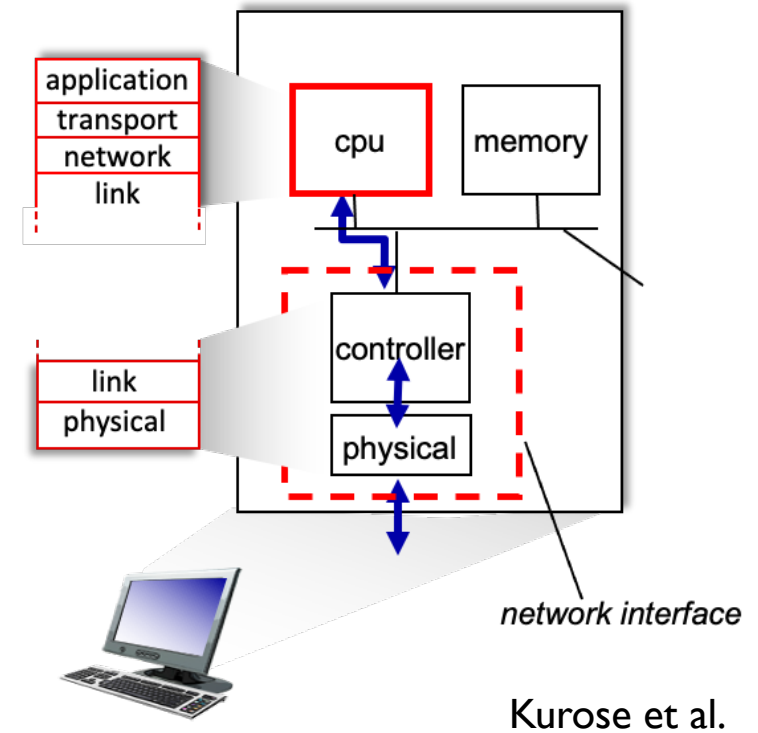 application
transport
network
link
cpu
memory
controller
link
physical
physical
network interface
Kurose et al.